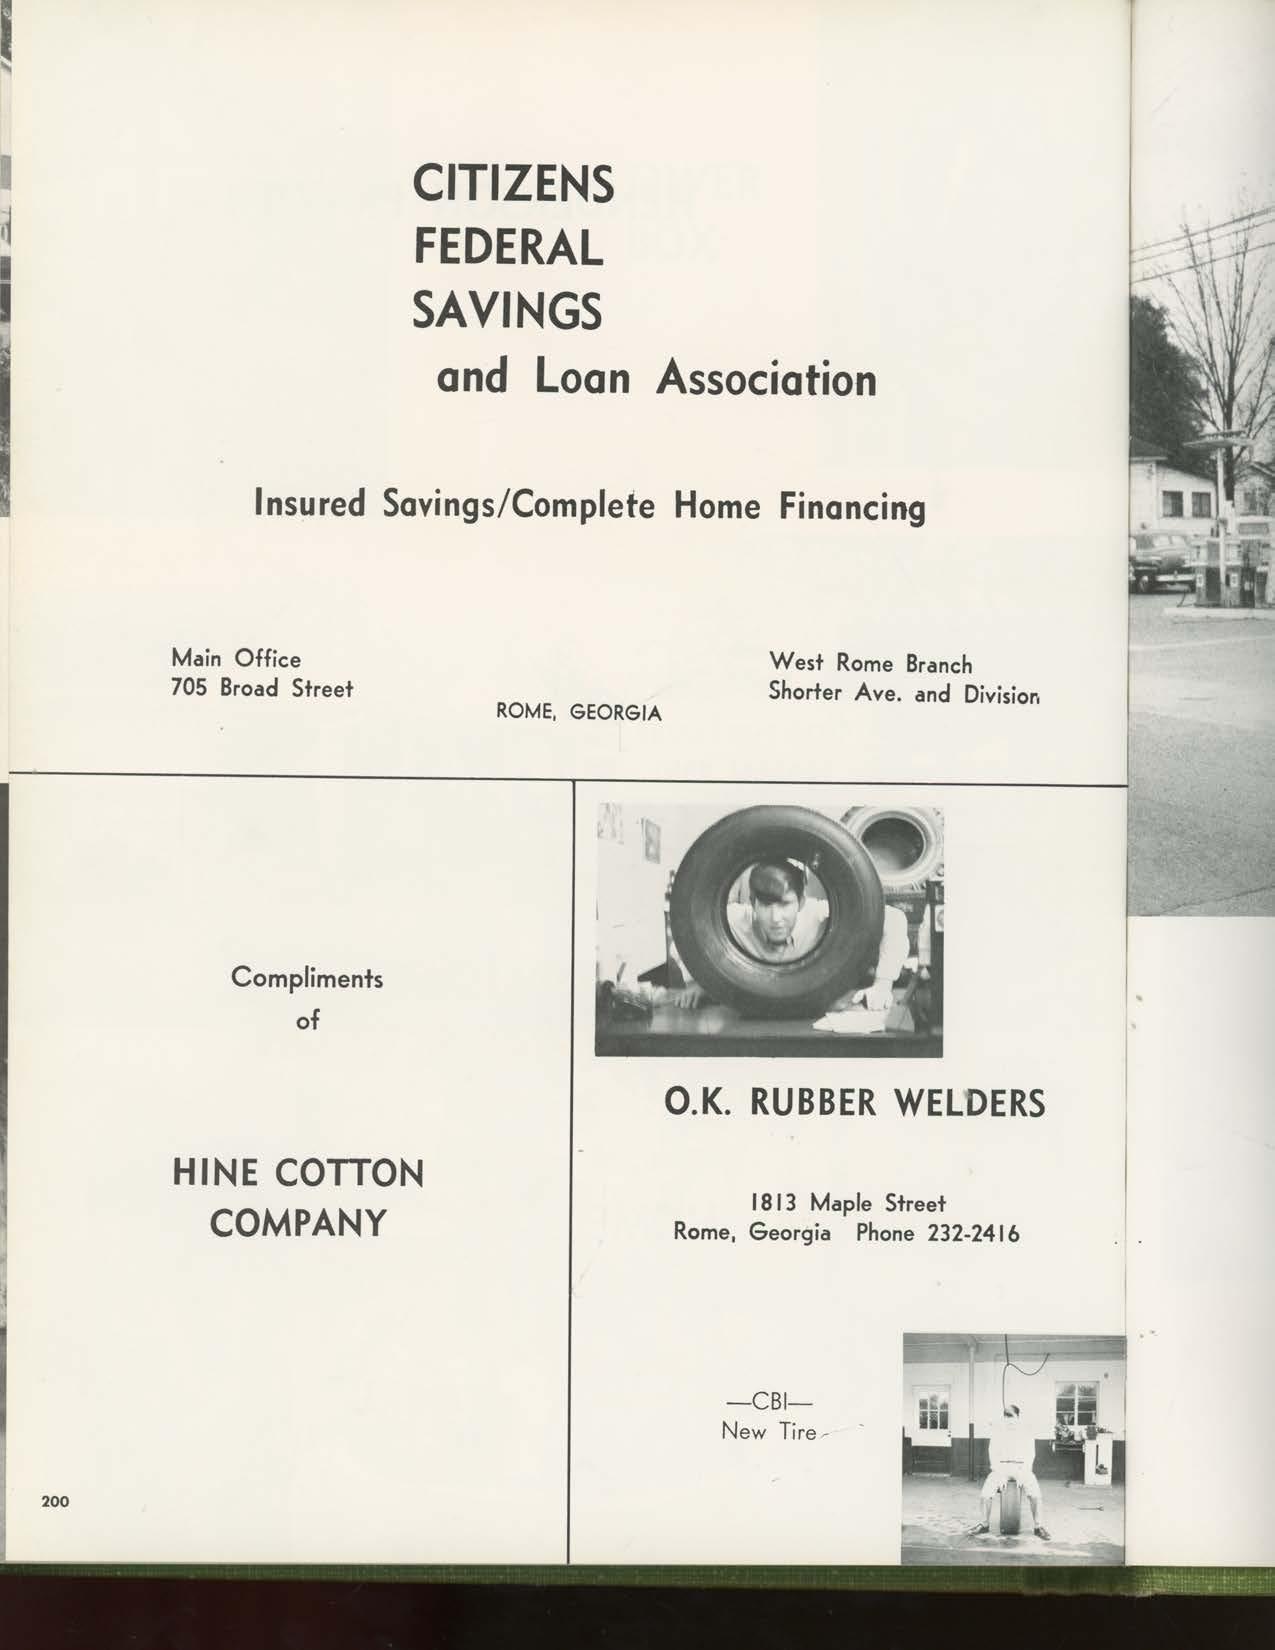 CITIZENS
FEDERAL
SAVINGS
and Loan Association
Insured Savings/Complete Home Financing
Main Office
705 Broad Street
ROME, GEORGIA
West Rome Branch
Shorter Ave. and Division
Compliments
of
HINE COTTON
COMPANY
O.K. RUBBER WELDERS
1813 Maple Street
Rome, Georgia Phone 232-2416
—CBI—
New Tire
200